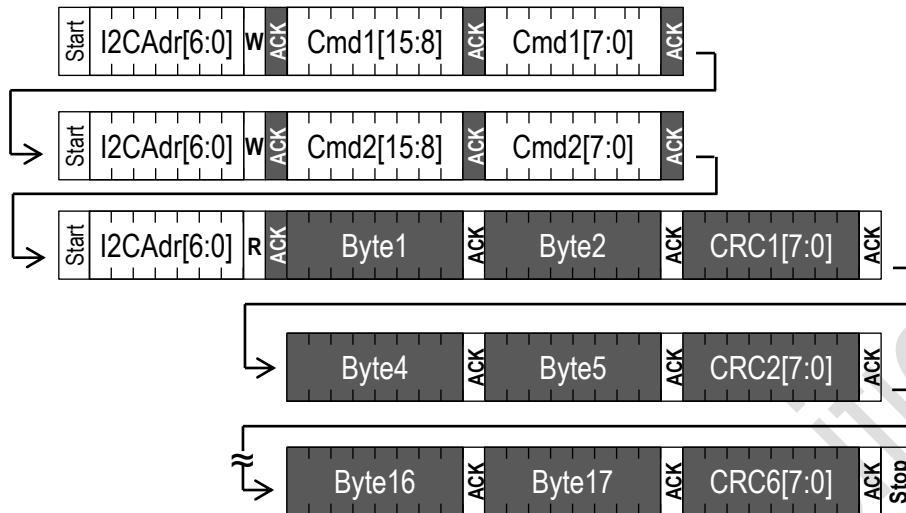 Start I2CAdr[6:0] W ACK Cmd1[15:8] ACK Cmd1[7:0] ACK
Start I2CAdr[6:0] W ACK Cmd2[15:8] ACK Cmd2[7:0] ACK
Start I2CAdr[6:0] R ACK Byte1 ACK Byte2 ACK CRC1[7:0] ACK
Byte4 ACK Byte5 ACK CRC2[7:0] ACK
Byte16 ACK Byte17 ACK CRC6[7:0] ACK Stop